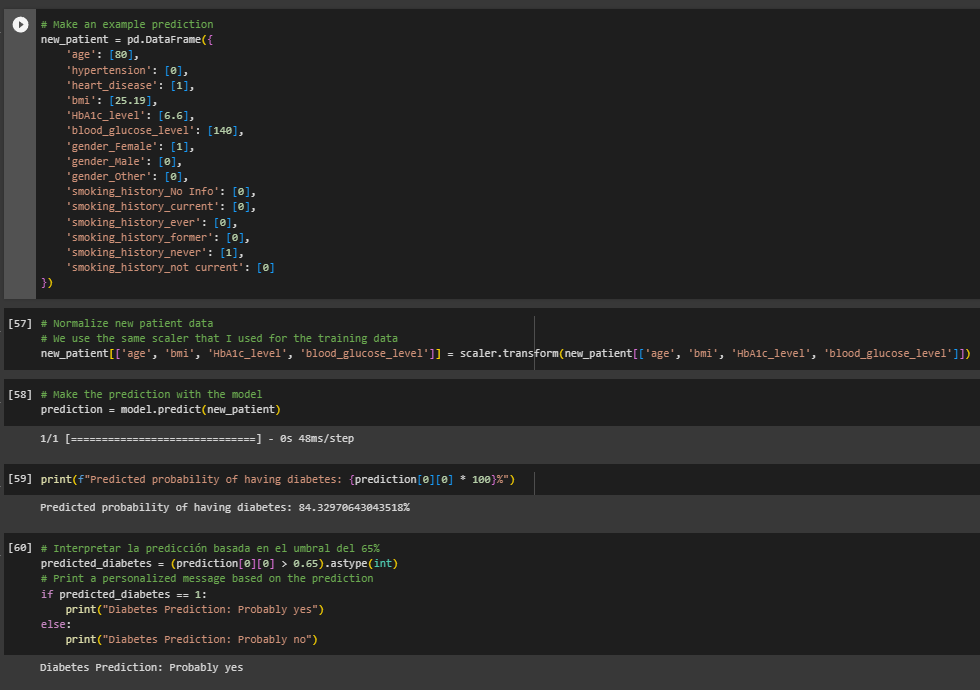 # Make an example prediction
new_patient = pd.DataFrame({
    'age': [80],
    'hypertension': [0],
    'heart_disease': [1],
    'bmi': [25.19],
    'HbA1c_level': [6.6],
    'blood_glucose_level': [140],
    'gender_Female': [1],
    'gender_Male': [0],
    'gender_Other': [0],
    'smoking_history_No Info': [0],
    'smoking_history_current': [0],
    'smoking_history_ever': [0],
    'smoking_history_former': [0],
    'smoking_history_never': [1],
    'smoking_history_not current': [0]
})
[57] # Normalize new patient data
# We use the same scaler that I used for the training data
new_patient[['age', 'bmi', 'HbA1c_level', 'blood_glucose_level']] = scaler.transform(new_patient[['age', 'bmi', 'HbA1c_level', 'blood_glucose_level']])
[58] # Make the prediction with the model
prediction = model.predict(new_patient)
1/1 [==============================] - 0s 48ms/step
[59] print(f"Predicted probability of having diabetes: {prediction[0][0] * 100}%")
Predicted probability of having diabetes: 84.32970643043518%
[60] # Interpretar la predicción basada en el umbral del 65%
predicted_diabetes = (prediction[0][0] > 0.65).astype(int)
# Print a personalized message based on the prediction
if predicted_diabetes == 1:
    print("Diabetes Prediction: Probably yes")
else:
    print("Diabetes Prediction: Probably no")
Diabetes Prediction: Probably yes